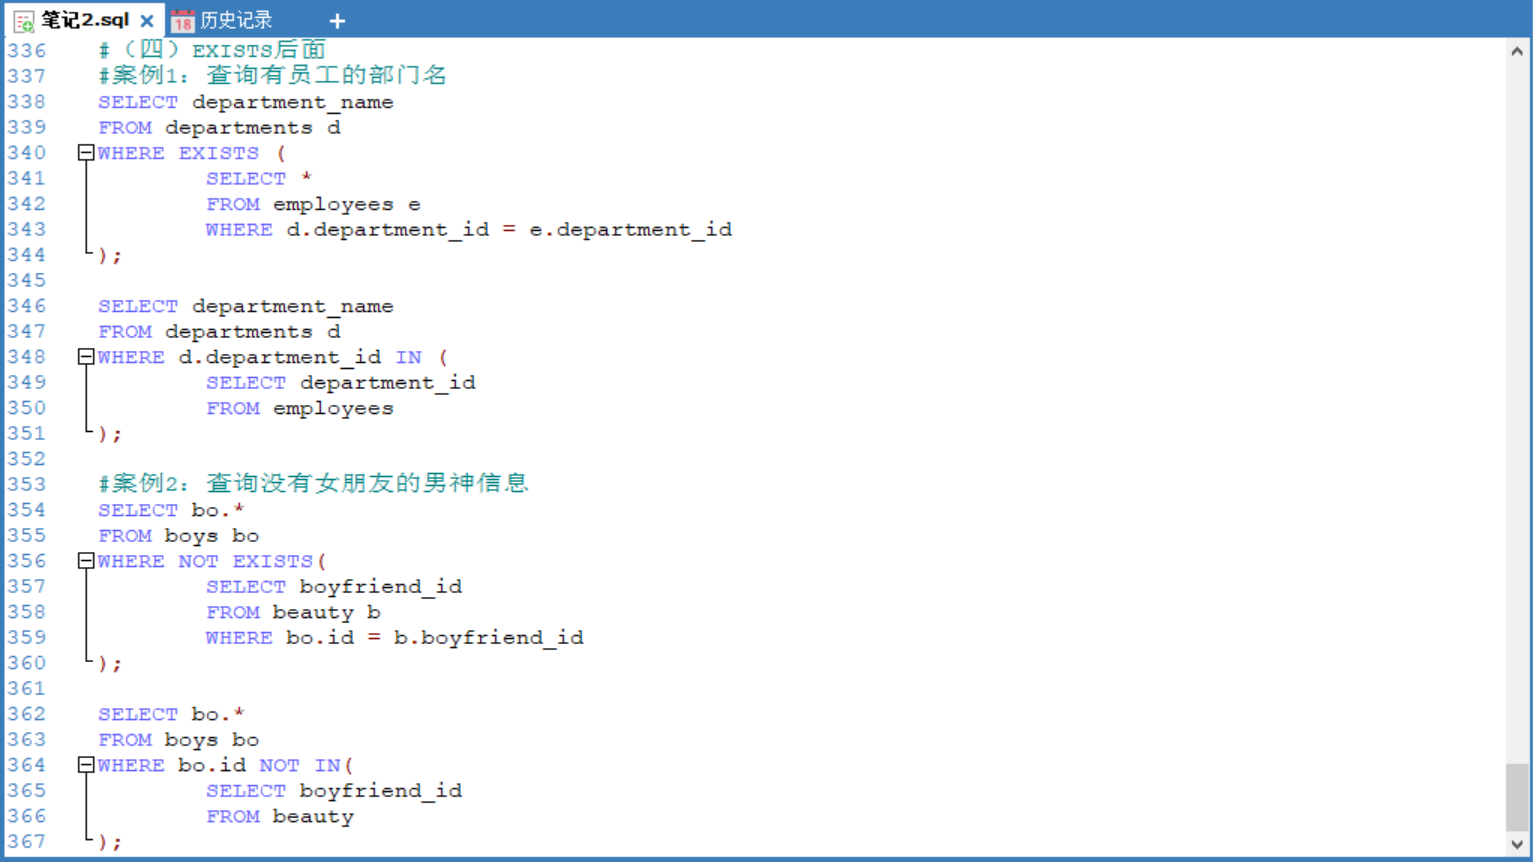 笔记2.sql
18 历史记录
336 #（四）EXISTS后面
337 #案例1：查询有员工的部门名
338 SELECT department_name
339 FROM departments d
340 WHERE EXISTS (
341 SELECT *
342 FROM employees e
343 WHERE d.department_id = e.department_id
344 );
345
346 SELECT department_name
347 FROM departments d
348 WHERE d.department_id IN (
349 SELECT department_id
350 FROM employees
351 );
352
353 #案例2：查询没有女朋友的男神信息
354 SELECT bo.*
355 FROM boys bo
356 WHERE NOT EXISTS(
357 SELECT boyfriend_id
358 FROM beauty b
359 WHERE bo.id = b.boyfriend_id
360 );
361
362 SELECT bo.*
363 FROM boys bo
364 WHERE bo.id NOT IN(
365 SELECT boyfriend_id
366 FROM beauty
367 );